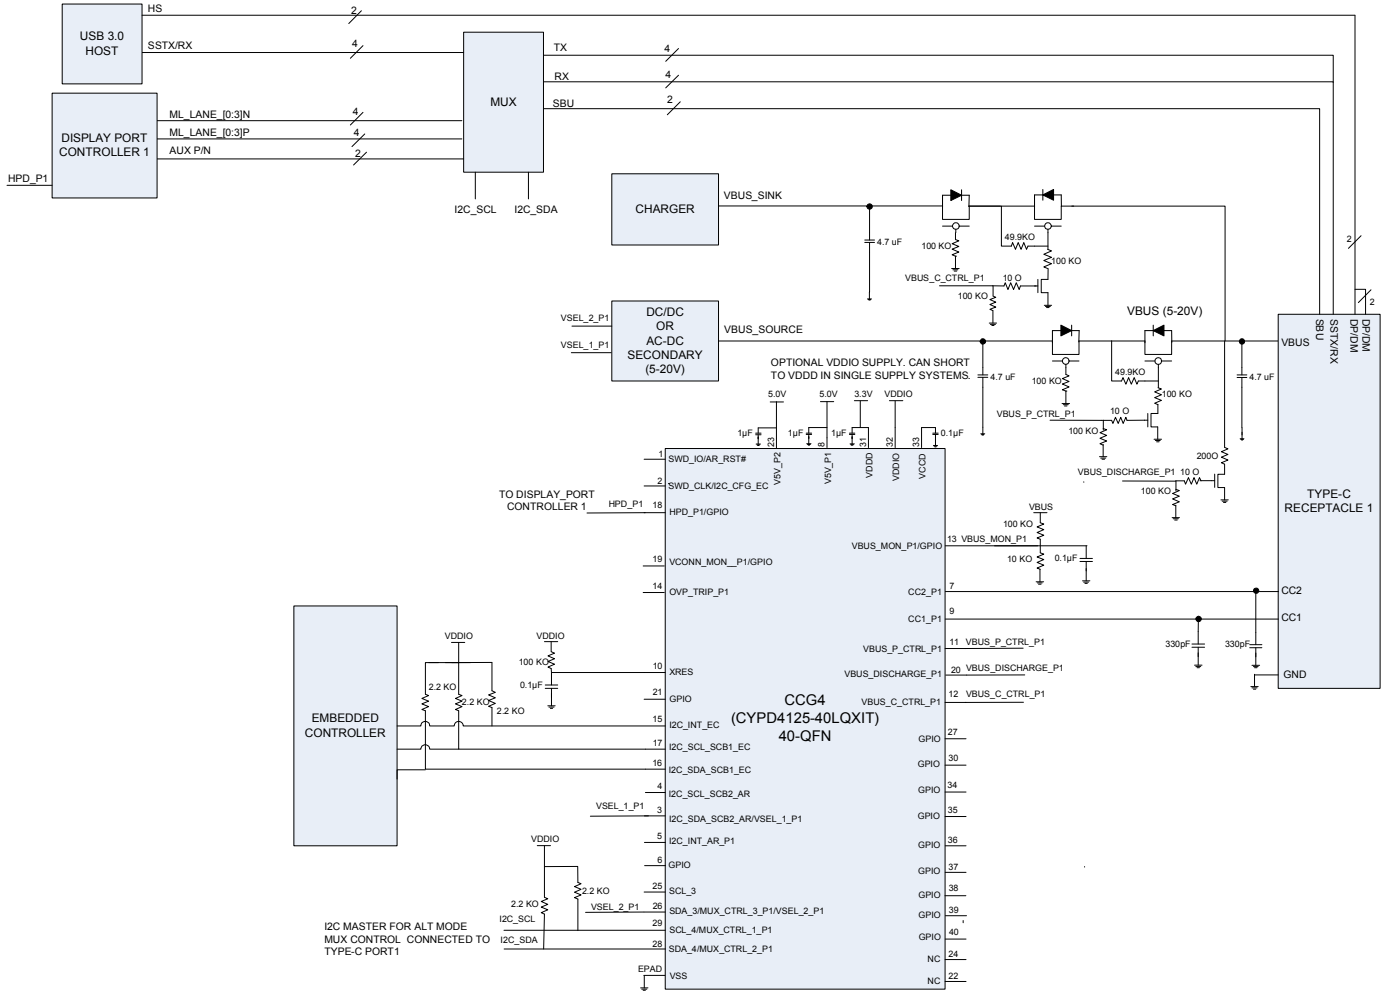 HS
2
USB 3.0
HOST
SSTX/RX
4
MUX
TX
4
RX
4
SBU
2
DISPLAY PORT
CONTROLLER 1
ML_LANE_[0:3]N
4
ML_LANE_[0:3]P
4
AUX P/N
2
HPD_P1
I2C_SCL
I2C_SDA
CHARGER
VBUS_SINK
4.7 uF
100 KO
49.9KO
100 KO
VBUS_C_CTRL_P1
10 O
100 KO
2
2
VSEL_2_P1
VSEL_1_P1
DC/DC
OR
AC-DC
SECONDARY
(5-20V)
VBUS_SOURCE
VBUS (5-20V)
4.7 uF
100 KO
49.9KO
100 KO
VBUS_P_CTRL_P1
10 O
100 KO
4.7 uF
200O
VBUS_DISCHARGE_P1
10 O
100 KO
SBU
SSTX/RX
DP/DM
DP/DM
VBUS
TYPE-C
RECEPTACLE 1
CC2
CC1
GND
OPTIONAL VDDIO SUPPLY. CAN SHORT
TO VDDD IN SINGLE SUPPLY SYSTEMS.
5.0V
5.0V
3.3V
VDDIO
1µF
1µF
1µF
0.1µF
23
8
31
32
33
V5V_P2
V5V_P1
VDDD
VDDIO
VCCD
1
SWD_IO/AR_RST#
2
SWD_CLK/I2C_CFG_EC
TO DISPLAY_PORT
CONTROLLER 1
HPD_P1
18
HPD_P1/GPIO
19
VCONN_MON__P1/GPIO
14
OVP_TRIP_P1
VDDIO
100 KO
0.1µF
10
XRES
21
GPIO
EMBEDDED
CONTROLLER
VDDIO
2.2 KO
2.2 KO
2.2 KO
15
I2C_INT_EC
17
I2C_SCL_SCB1_EC
16
I2C_SDA_SCB1_EC
4
I2C_SCL_SCB2_AR
VSEL_1_P1
3
I2C_SDA_SCB2_AR/VSEL_1_P1
5
I2C_INT_AR_P1
6
GPIO
VDDIO
2.2 KO
2.2 KO
25
SCL_3
VSEL_2_P1
26
SDA_3/MUX_CTRL_3_P1/VSEL_2_P1
I2C_SCL
29
SCL_4/MUX_CTRL_1_P1
I2C_SDA
28
SDA_4/MUX_CTRL_2_P1
I2C MASTER FOR ALT MODE
MUX CONTROL CONNECTED TO
TYPE-C PORT1
EPAD
VSS
CCG4
(CYPD4125-40LQXIT)
40-QFN
VBUS
100 KO
10 KO
0.1µF
VBUS_MON_P1/GPIO
13
VBUS_MON_P1
CC2_P1
7
CC1_P1
9
330pF
330pF
VBUS_P_CTRL_P1
11
VBUS_P_CTRL_P1
VBUS_DISCHARGE_P1
20
VBUS_DISCHARGE_P1
VBUS_C_CTRL_P1
12
VBUS_C_CTRL_P1
GPIO
27
GPIO
30
GPIO
34
GPIO
35
GPIO
36
GPIO
37
GPIO
38
GPIO
39
GPIO
40
NC
24
NC
22